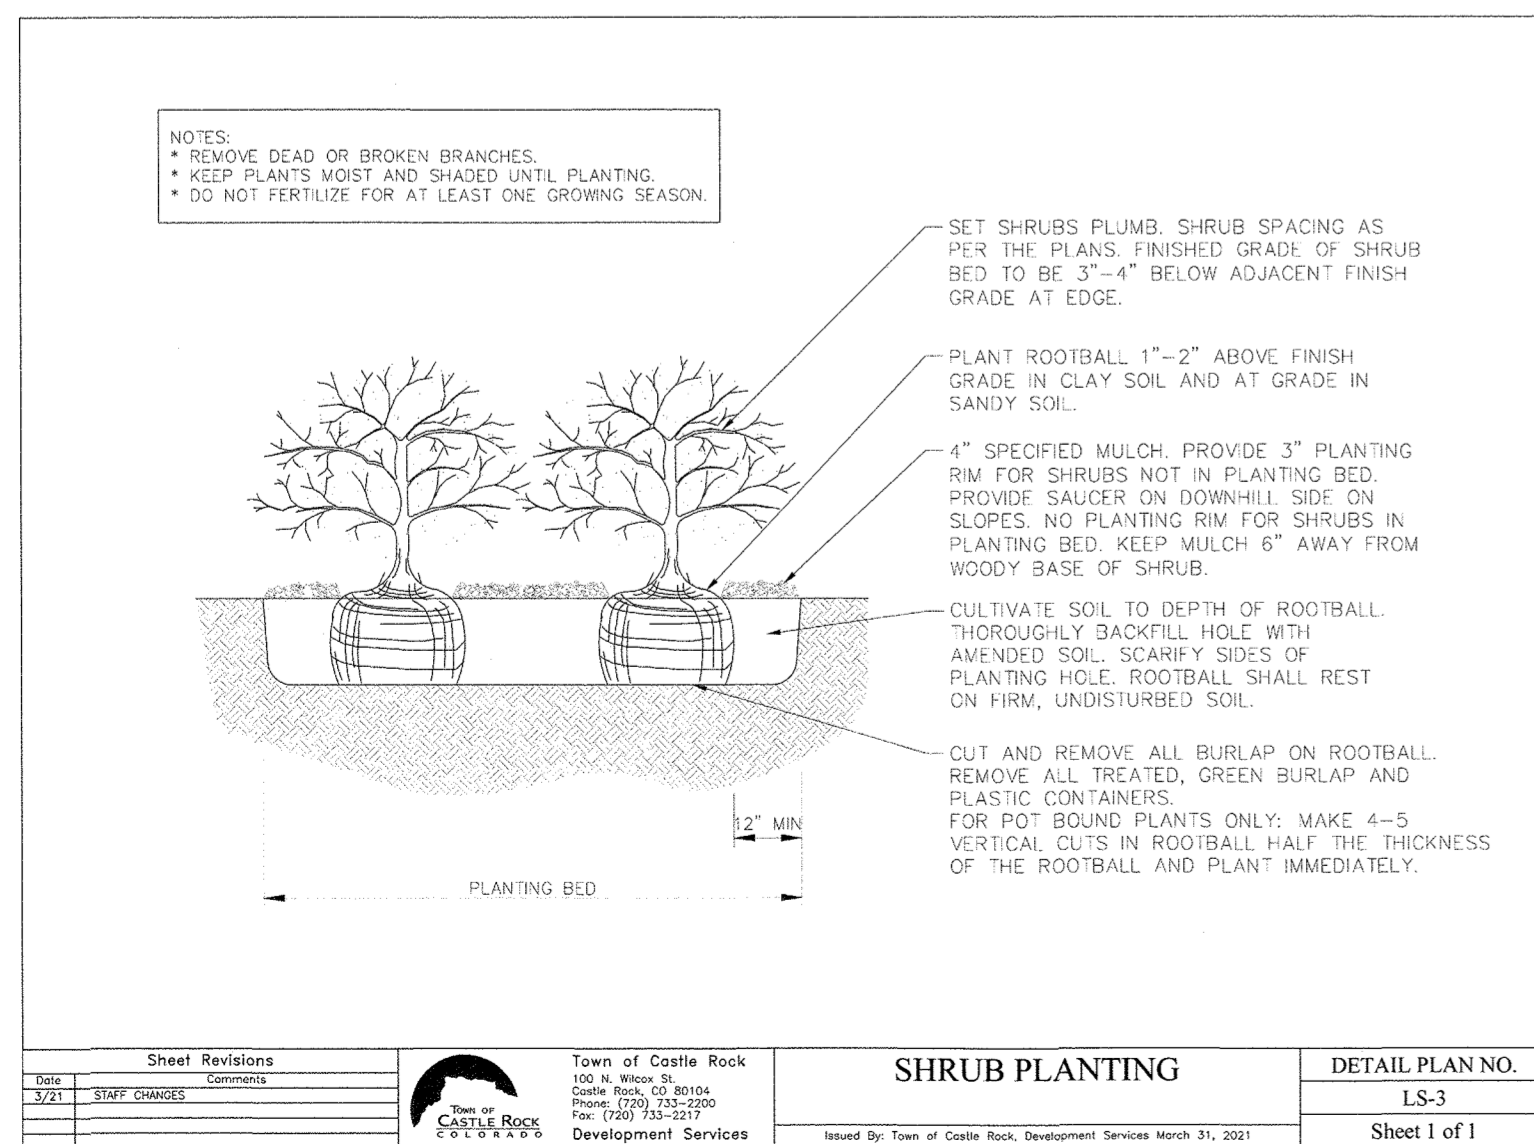 NOTES:
* REMOVE DEAD OR BROKEN BRANCHES.
* KEEP PLANTS MOIST AND SHADED UNTIL PLANTING.
* DO NOT FERTILIZE FOR AT LEAST ONE GROWING SEASON.
SET SHRUBS PLUMB. SHRUB SPACING AS
PER THE PLANS. FINISHED GRADE OF SHRUB
BED TO BE 3"-4" BELOW ADJACENT FINISH
GRADE AT EDGE.
PLANT ROOTBALL 1"-2" ABOVE FINISH
GRADE IN CLAY SOIL AND AT GRADE IN
SANDY SOIL.
4" SPECIFIED MULCH. PROVIDE 3" PLANTING
RIM FOR SHRUBS NOT IN PLANTING BED.
PROVIDE SAUCER ON DOWNHILL SIDE ON
SLOPES. NO PLANTING RIM FOR SHRUBS IN
PLANTING BED. KEEP MULCH 6" AWAY FROM
WOODY BASE OF SHRUB.
CULTIVATE SOIL TO DEPTH OF ROOTBALL.
THOROUGHLY BACKFILL HOLE WITH
AMENDED SOIL. SCARIFY SIDES OF
PLANTING HOLE. ROOTBALL SHALL REST
ON FIRM, UNDISTURBED SOIL.
CUT AND REMOVE ALL BURLAP ON ROOTBALL.
REMOVE ALL TREATED, GREEN BURLAP AND
PLASTIC CONTAINERS.
FOR POT BOUND PLANTS ONLY: MAKE 4-5
VERTICAL CUTS IN ROOTBALL HALF THE THICKNESS
OF THE ROOTBALL AND PLANT IMMEDIATELY.
12" MIN
PLANTING BED
Sheet Revisions
Date Comments
3/21 STAFF CHANGES
TOWN OF
CASTLE ROCK
COLORADO
Town of Castle Rock
100 N. Wilcox St.
Castle Rock, CO 80104
Phone: (720) 733-2200
Fax: (720) 733-2217
Development Services
SHRUB PLANTING
Issued By: Town of Castle Rock, Development Services March 31, 2021
DETAIL PLAN NO.
LS-3
Sheet 1 of 1